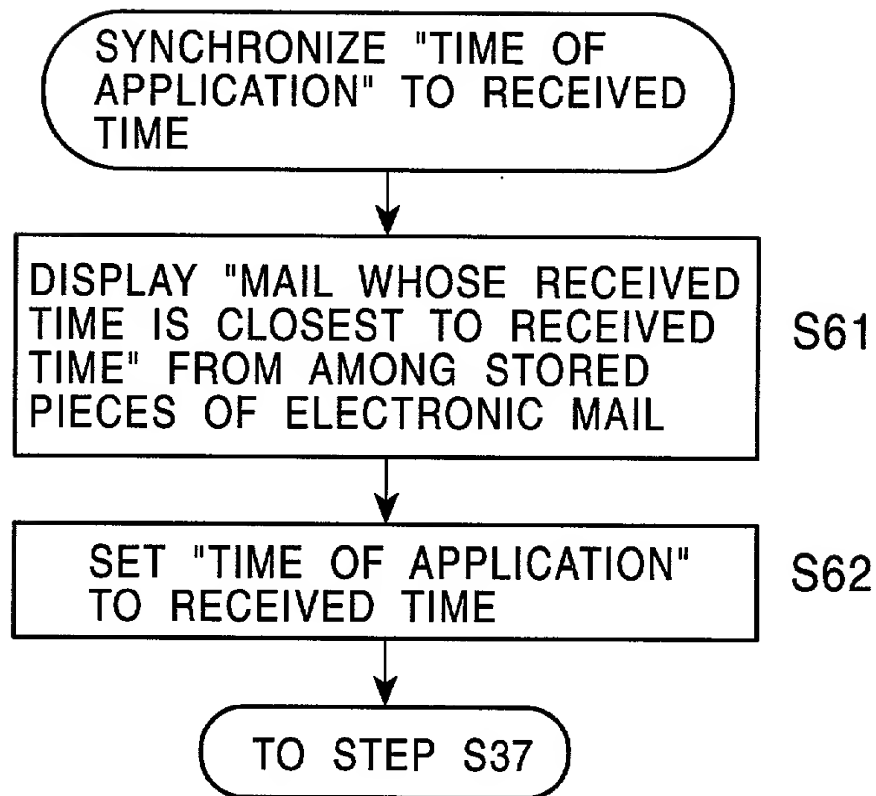 SYNCHRONIZE "TIME OF
APPLICATION" TO RECEIVED
TIME
DISPLAY "MAIL WHOSE RECEIVED
TIME IS CLOSEST TO RECEIVED
TIME" FROM AMONG STORED
PIECES OF ELECTRONIC MAIL
S61
SET "TIME OF APPLICATION"
TO RECEIVED TIME
S62
TO STEP S37